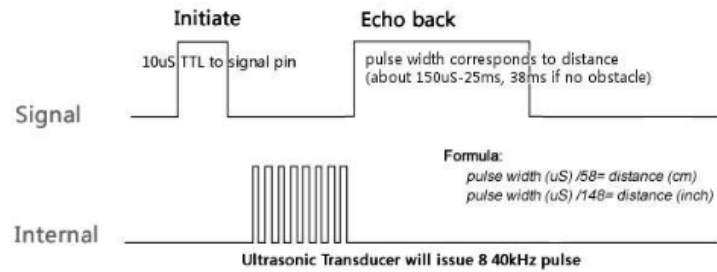 Initiate
Echo back
10uS TTL to signal pin
pulse width corresponds to distance
(about 150uS-25ms, 38ms if no obstacle)
Signal
Formula:
pulse width (uS) /58= distance (cm)
pulse width (uS) /148= distance (inch)
Internal
Ultrasonic Transducer will issue 8 40kHz pulse